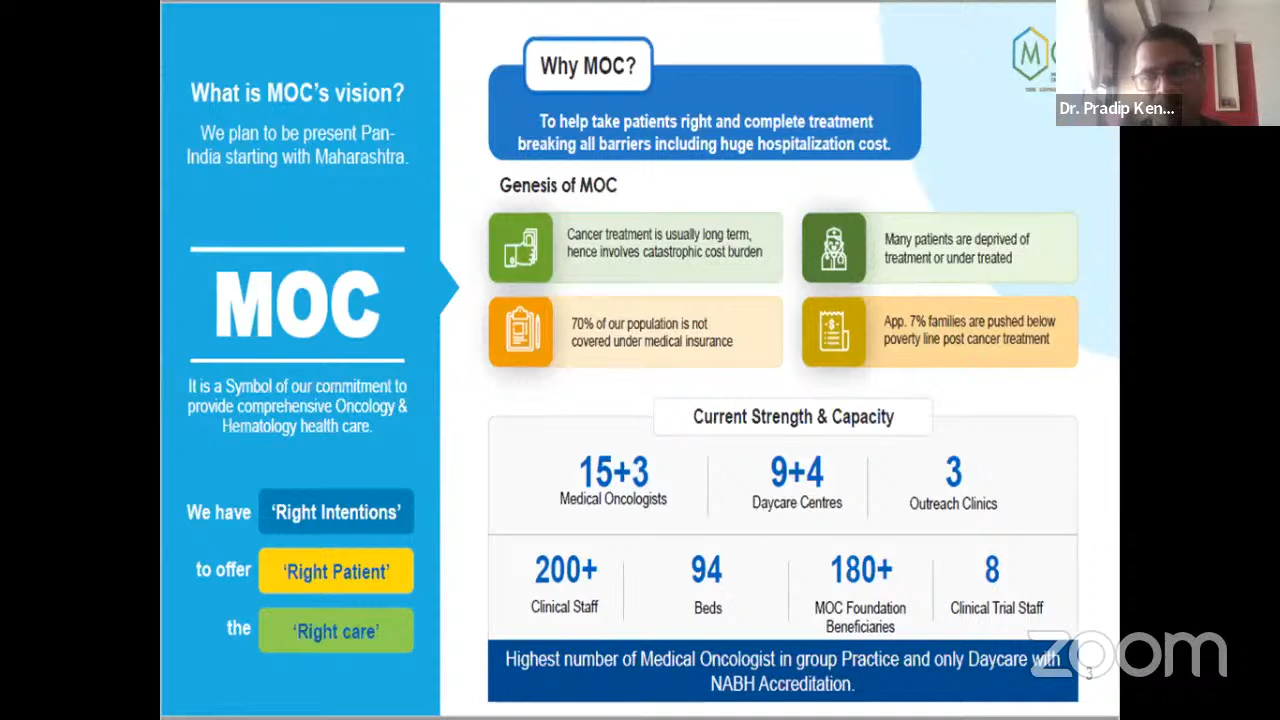 What is MOC's vision?
We plan to be present Pan-
India starting with Maharashtra.
MOC
It is a Symbol of our commitment to
provide comprehensive Oncology &
Hematology health care.
We have 'Right Intentions'
to offer 'Right Patient'
the 'Right care'
Why MOC?
To help take patients right and complete treatment
breaking all barriers including huge hospitalization cost.
Genesis of MOC
Cancer treatment is usually long term,
hence involves catastrophic cost burden
Many patients are deprived of
treatment or under treated
70% of our population is not
covered under medical insurance
App. 7% families are pushed below
poverty line post cancer treatment
Current Strength & Capacity
15+3
Medical Oncologists
9+4
Daycare Centres
3
Outreach Clinics
200+
Clinical Staff
94
Beds
180+
MOC Foundation
Beneficiaries
8
Clinical Trial Staff
Highest number of Medical Oncologist in group Practice and only Daycare with
NABH Accreditation.
3
Dr. Pradip Ken...
zoom